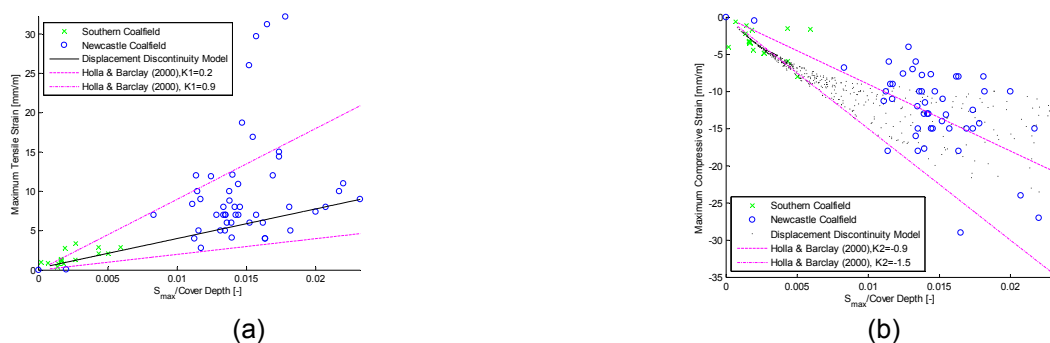 Maximum Tensile Strain [mm/m]
30
25
20
15
10
5
0
Southern Coalfield
Newcastle Coalfield
Displacement Discontinuity Model
Holla & Barclay (2000),K1=0.2
Holla & Barclay (2000), K1=0.9
0 0.005 0.01 0.015 0.02
Smax/Cover Depth [-]
(a)
Maximum Compressive Strain [mm/m]
0
-5
-10
-15
-20
-25
-30
-35
Southern Coalfield
Newcastle Coalfield
Displacement Discontinuity Model
Holla & Barclay (2000),K2=-0.9
Holla & Barclay (2000), K2=-1.5
0 0.005 0.01 0.015 0.02
Smax/Cover Depth [-]
(b)